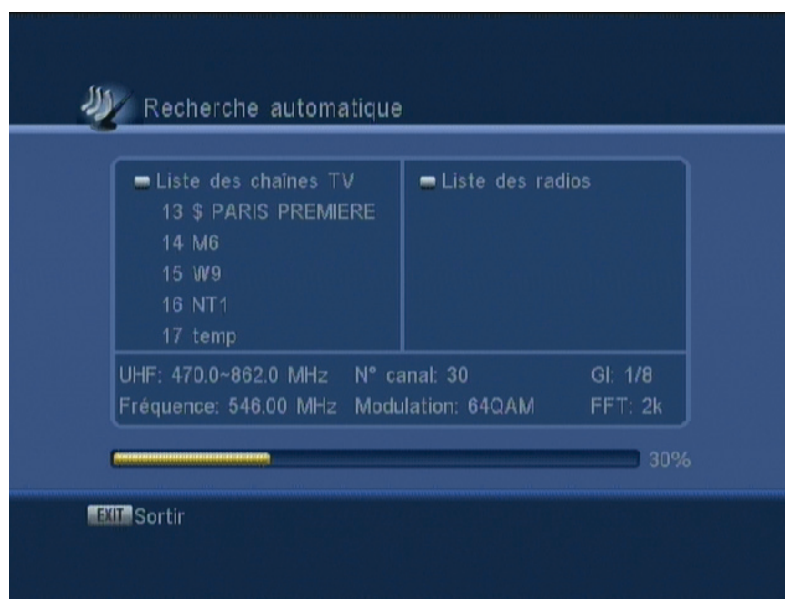 Recherche automatique
Liste des chaînes TV
13 $ PARIS PREMIERE
14 M6
15 W9
16 NT1
17 temp
Liste des radios
UHF: 470.0~862.0 MHz N° canal: 30 GI: 1/8
Fréquence: 546.00 MHz Modulation: 64QAM FFT: 2k
30%
EXIT Sortir